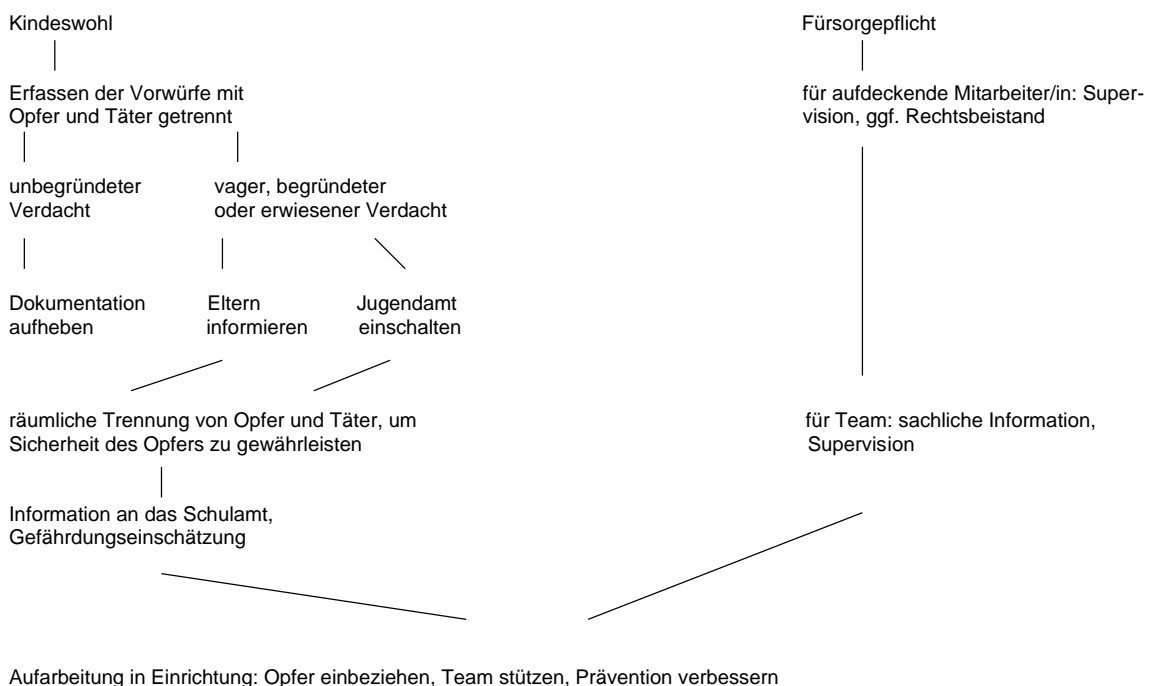 Kindeswohl
Fürsorgepflicht
Erfassen der Vorwürfe mit
Opfer und Täter getrennt
für aufdeckende Mitarbeiter/in: Super-
vision, ggf. Rechtsbeistand
unbegründeter
Verdacht
vager, begründeter
oder erwiesener Verdacht
Dokumentation
aufheben
Eltern
informieren
Jugendamt
einschalten
räumliche Trennung von Opfer und Täter, um
Sicherheit des Opfers zu gewährleisten
für Team: sachliche Information,
Supervision
Information an das Schulamt,
Gefährdungseinschätzung
Aufarbeitung in Einrichtung: Opfer einbeziehen, Team stützen, Prävention verbessern